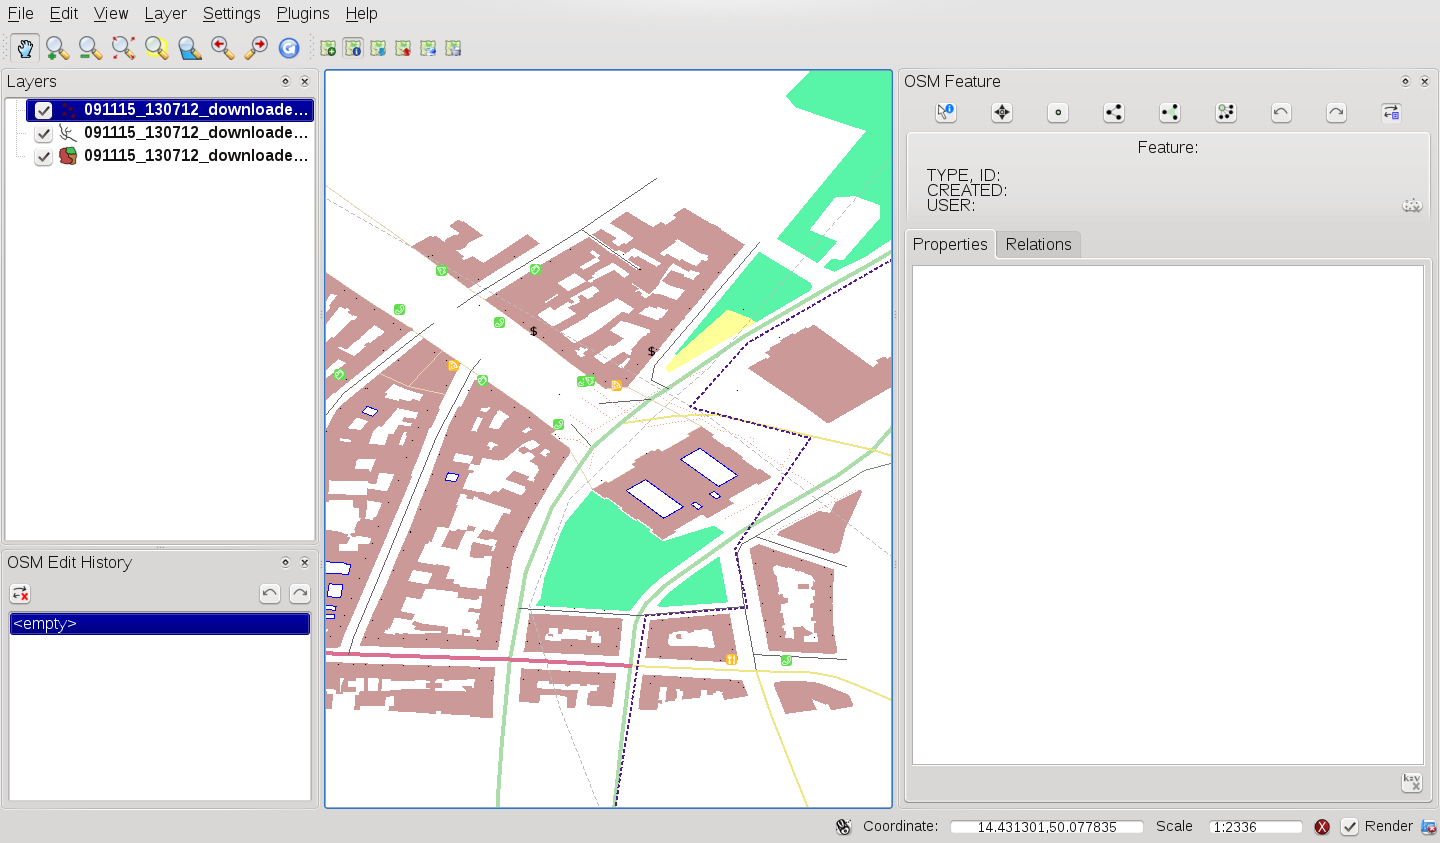 File Edit View Layer Settings Plugins Help
Layers
091115_130712_downloade...
091115_130712_downloade...
091115_130712_downloade...
OSM Edit History
<empty>
$
$
OSM Feature
Feature:
TYPE, ID:
CREATED:
USER:
Properties Relations
k=v
Coordinate: 14.431301,50.077835 Scale 1:2336 Render